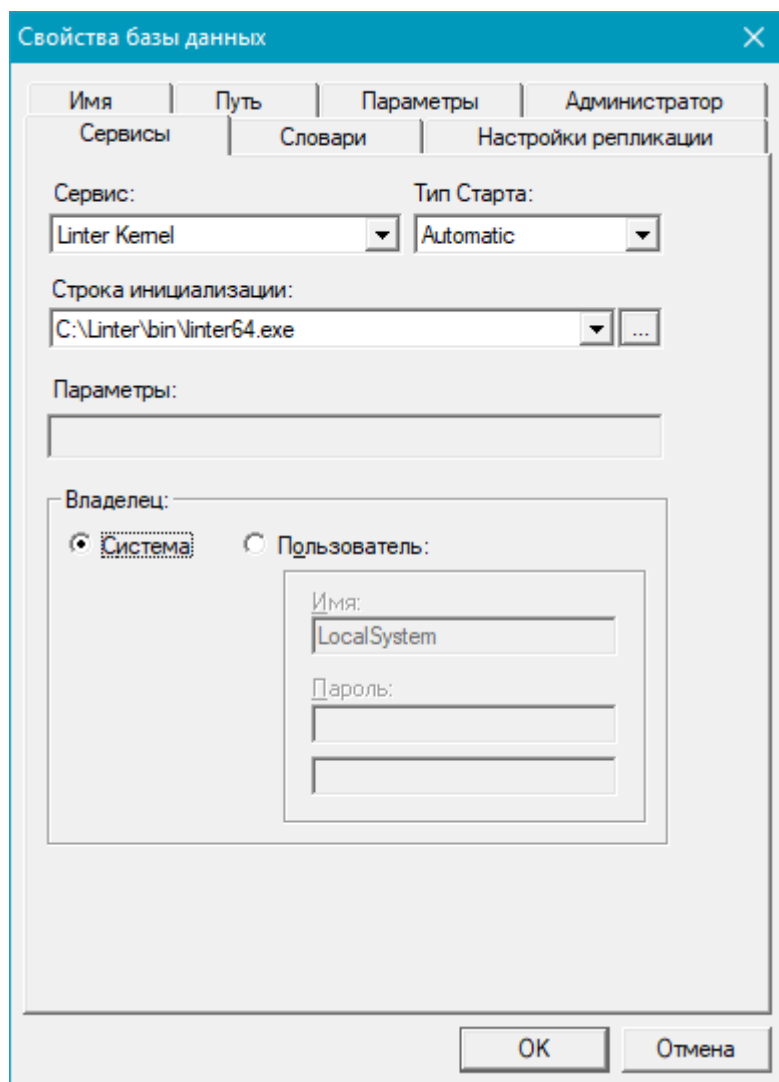 Свойства базы данных
Имя Путь Параметры Администратор
Сервисы Словари Настройки репликации
Сервис: Тип Старта:
Linter Kernel Automatic
Строка инициализации:
C:\Linter\bin\linter64.exe ...
Параметры:
Владелец:
Система Пользователь:
Имя:
LocalSystem
Пароль:
OK Отмена